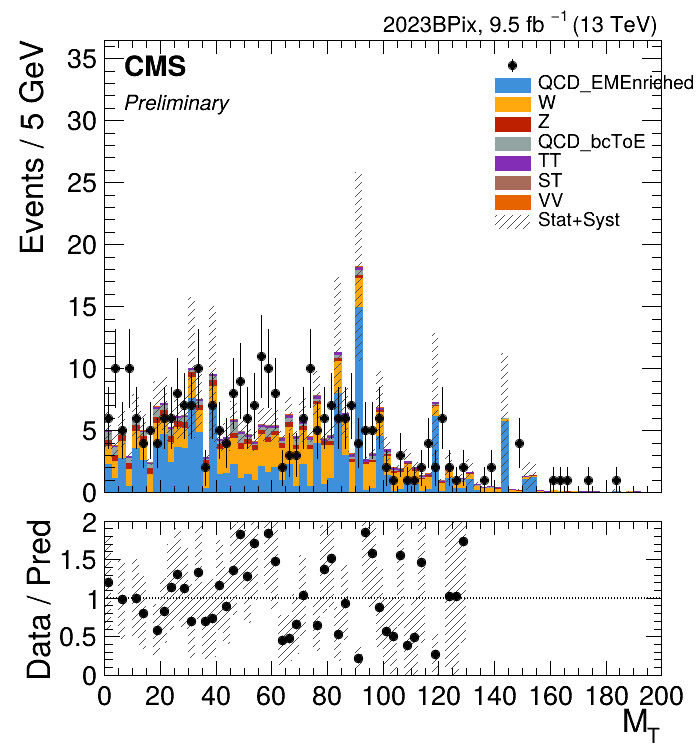 2023BPix, 9.5 fb⁻¹ (13 TeV)
CMS
Preliminary
Events / 5 GeV
35
30
25
20
15
10
5
0
QCD_EMEnriched
W
Z
QCD_bcToE
TT
ST
VV
Stat+Syst
Data / Pred
2
1.5
1
0.5
0
0 20 40 60 80 100 120 140 160 180 200
M_T